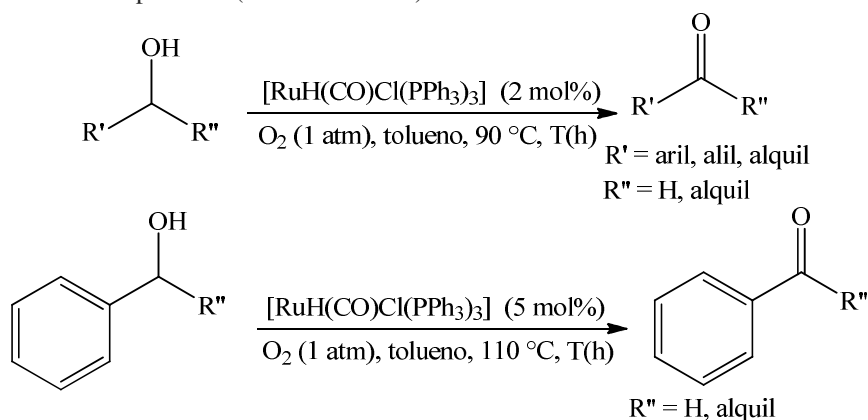 OH
[RuH(CO)Cl(PPh₃)₃] (2 mol%)
O₂ (1 atm), tolueno, 90 °C, T(h)
R' R"
O
R' R"
R' = aril, alil, alquil
R" = H, alquil
OH
R"
[RuH(CO)Cl(PPh₃)₃] (5 mol%)
O₂ (1 atm), tolueno, 110 °C, T(h)
O
R"
R" = H, alquil